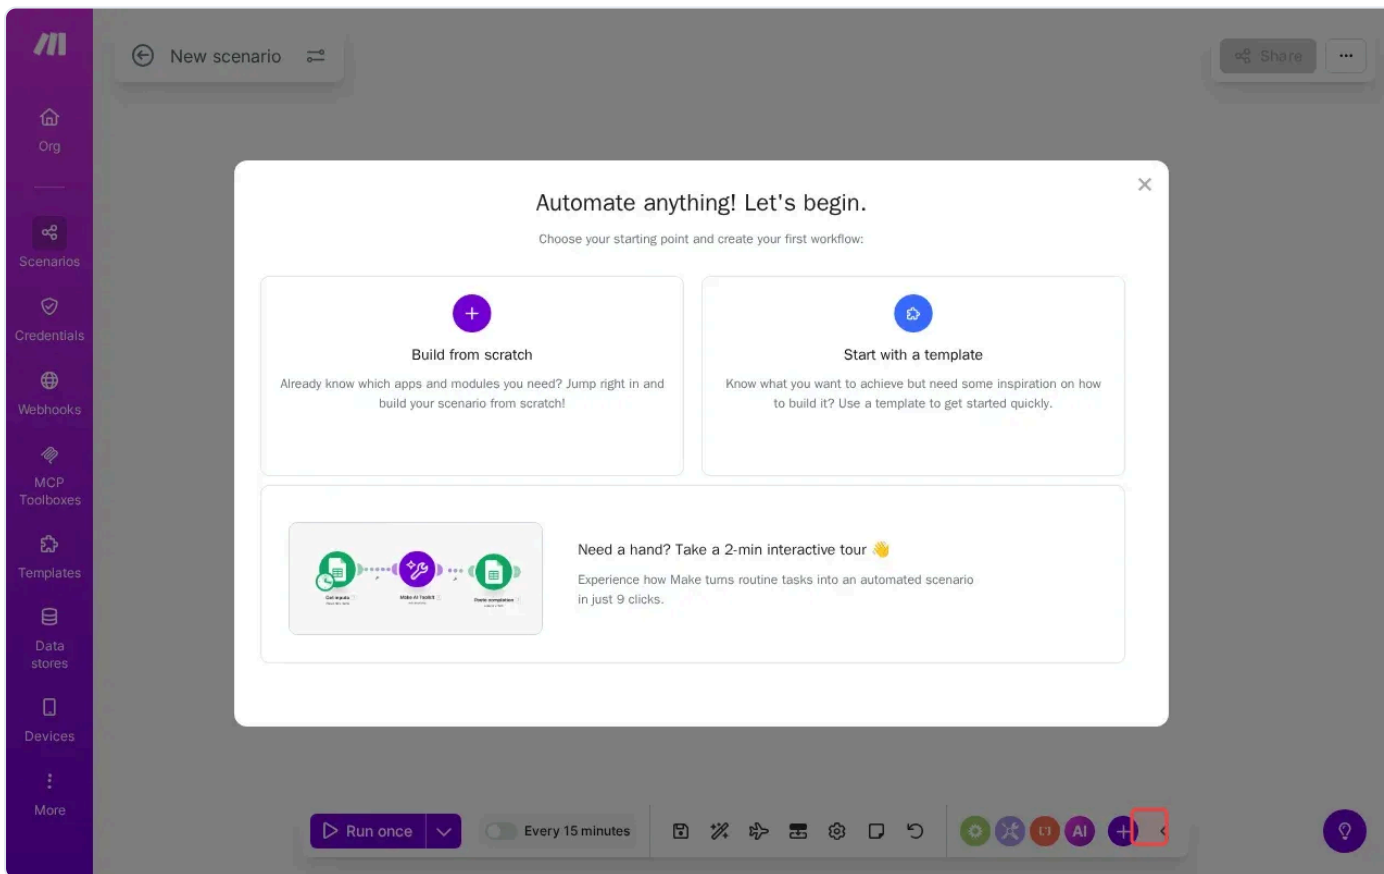 New scenario
Share
Org
Scenarios
Credentials
Webhooks
MCP
Toolboxes
Templates
Data
stores
Devices
More
Automate anything! Let's begin.
Choose your starting point and create your first workflow:
Build from scratch
Already know which apps and modules you need? Jump right in and
build your scenario from scratch!
Start with a template
Know what you want to achieve but need some inspiration on how
to build it? Use a template to get started quickly.
Need a hand? Take a 2-min interactive tour 👋
Experience how Make turns routine tasks into an automated scenario
in just 9 clicks.
Get inputs
Make AI Toolkit
Run once
Every 15 minutes
AI